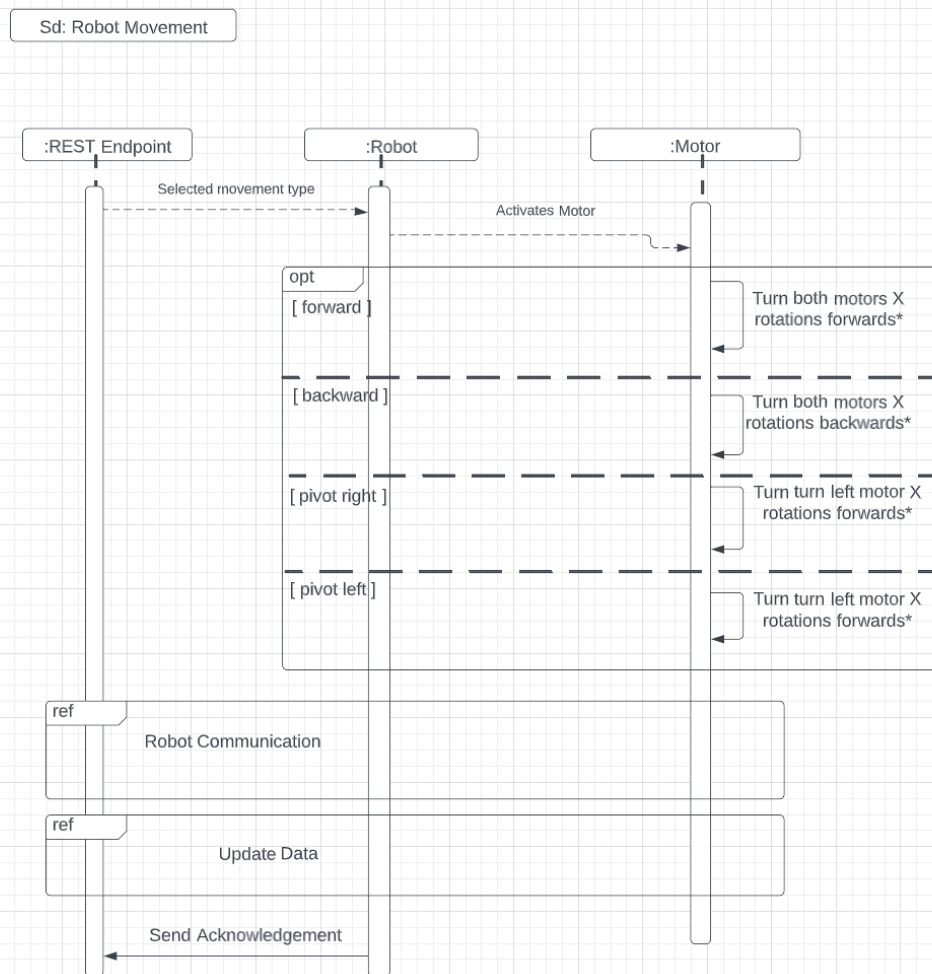 Sd: Robot Movement
:REST Endpoint
:Robot
:Motor
Selected movement type
Activates Motor
opt
[ forward ]
Turn both motors X
rotations forwards*
[ backward ]
Turn both motors X
rotations backwards*
[ pivot right ]
Turn turn left motor X
rotations forwards*
[ pivot left ]
Turn turn left motor X
rotations forwards*
ref
Robot Communication
ref
Update Data
Send Acknowledgement